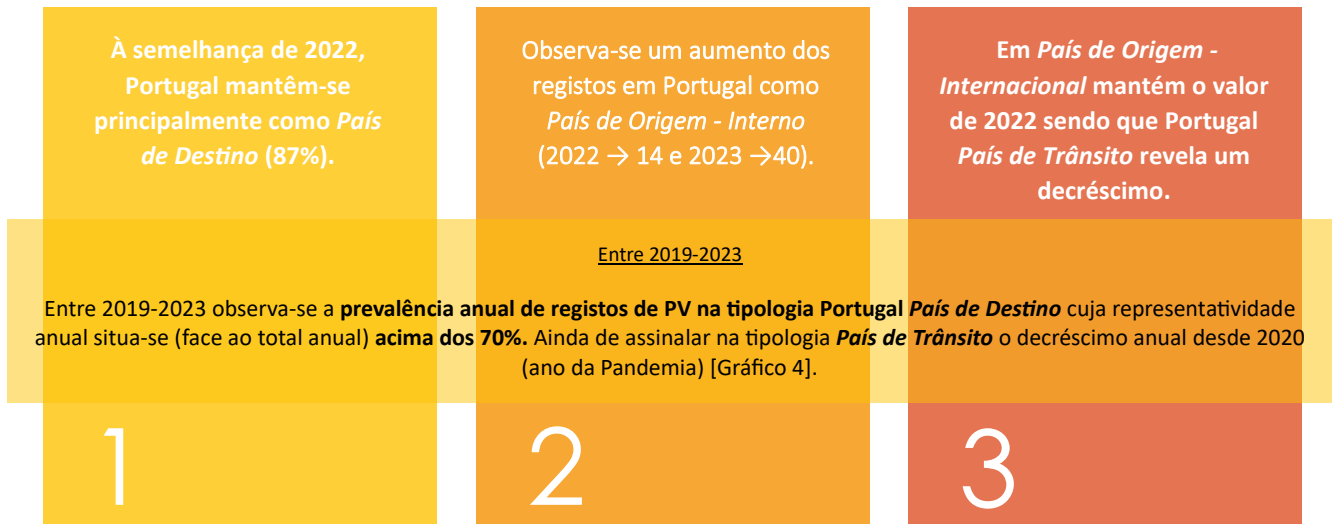 À semelhança de 2022,
Portugal mantêm-se
principalmente como País
de Destino (87%).
Observa-se um aumento dos
registos em Portugal como
País de Origem - Interno
(2022 → 14 e 2023 →40).
Em País de Origem -
Internacional mantém o valor
de 2022 sendo que Portugal
País de Trânsito revela um
decréscimo.
Entre 2019-2023
Entre 2019-2023 observa-se a prevalência anual de registos de PV na tipologia Portugal País de Destino cuja representatividade
anual situa-se (face ao total anual) acima dos 70%. Ainda de assinalar na tipologia País de Trânsito o decréscimo anual desde 2020
(ano da Pandemia) [Gráfico 4].
1
2
3